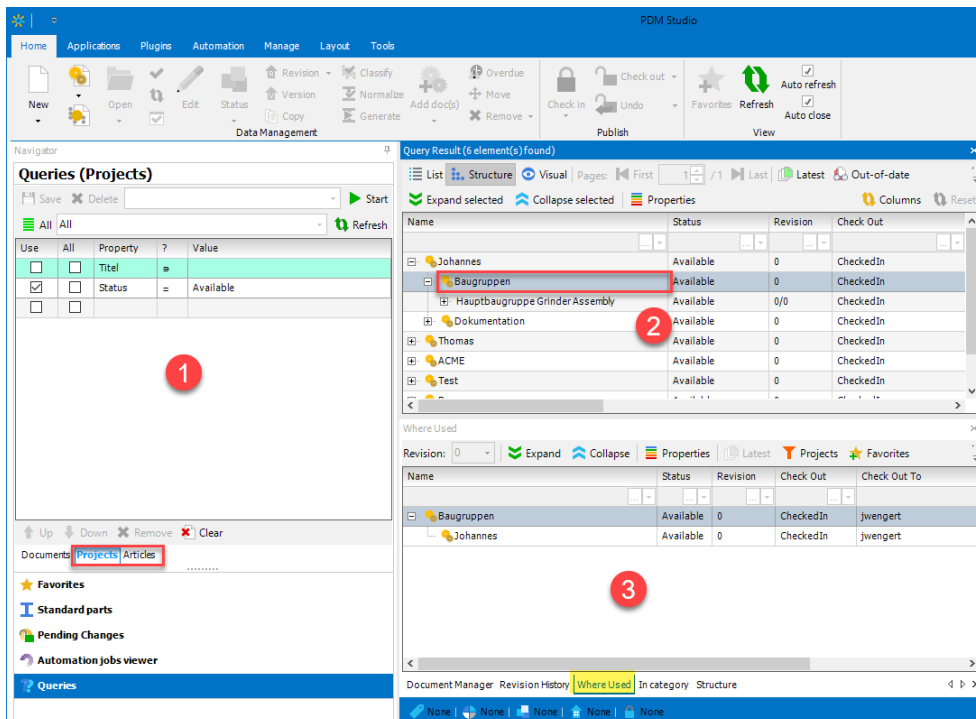 PDM Studio
Home Applications Plugins Automation Manage Layout Tools
New
Open
Edit
Status
Revision
Version
Copy
Classify
Normalize
Generate
Data Management
Add doc(s)
Overdue
Move
Remove
Check in
Check out
Undo
Publish
Favorites
Refresh
Auto refresh
Auto close
View
Navigator
Queries (Projects)
Save Delete Start
All All Refresh
Use All Property ? Value
Titel
Status = Available
1
Up Down Remove Clear
Documents Projects Articles
Favorites
Standard parts
Pending Changes
Automation jobs viewer
Queries
Query Result (6 element(s) found)
List Structure Visual Pages: First 1 / 1 Last Latest Out-of-date
Expand selected Collapse selected Properties Columns Reset
Name Status Revision Check Out
Johannes Available 0 CheckedIn
Baugruppen Available 0 CheckedIn
Hauptbaugruppe Grinder Assembly Available 0/0 CheckedIn
Dokumentation Available 0 CheckedIn
Thomas Available 0 CheckedIn
ACME Available 0 CheckedIn
Test Available 0 CheckedIn
2
Where Used
Revision: 0 Expand Collapse Properties Latest Projects Favorites
Name Status Revision Check Out Check Out To
Baugruppen Available 0 CheckedIn jwengert
Johannes Available 0 CheckedIn jwengert
3
Document Manager Revision History Where Used In category Structure
None | None | None | None | None